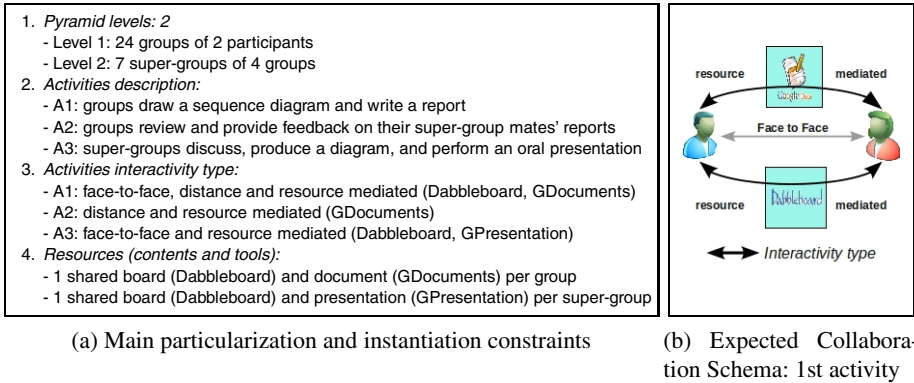 1. Pyramid levels: 2
- Level 1: 24 groups of 2 participants
- Level 2: 7 super-groups of 4 groups
2. Activities description:
- A1: groups draw a sequence diagram and write a report
- A2: groups review and provide feedback on their super-group mates' reports
- A3: super-groups discuss, produce a diagram, and perform an oral presentation
3. Activities interactivity type:
- A1: face-to-face, distance and resource mediated (Dabbleboard, GDocuments)
- A2: distance and resource mediated (GDocuments)
- A3: face-to-face and resource mediated (Dabbleboard, GPresentation)
4. Resources (contents and tools):
- 1 shared board (Dabbleboard) and document (GDocuments) per group
- 1 shared board (Dabbleboard) and presentation (GPresentation) per super-group
(a) Main particularization and instantiation constraints
resource mediated
Google
Face to Face
Dabbleboard
resource mediated
Interactivity type
(b) Expected Collabora-
tion Schema: 1st activity